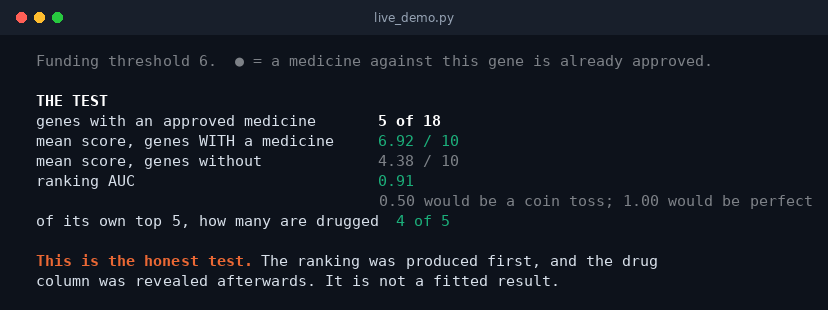 live_demo.py
Funding threshold 6.  ● = a medicine against this gene is already approved.
THE TEST
genes with an approved medicine 5 of 18
mean score, genes WITH a medicine 6.92 / 10
mean score, genes without 4.38 / 10
ranking AUC 0.91
0.50 would be a coin toss; 1.00 would be perfect
of its own top 5, how many are drugged 4 of 5
This is the honest test. The ranking was produced first, and the drug
column was revealed afterwards. It is not a fitted result.